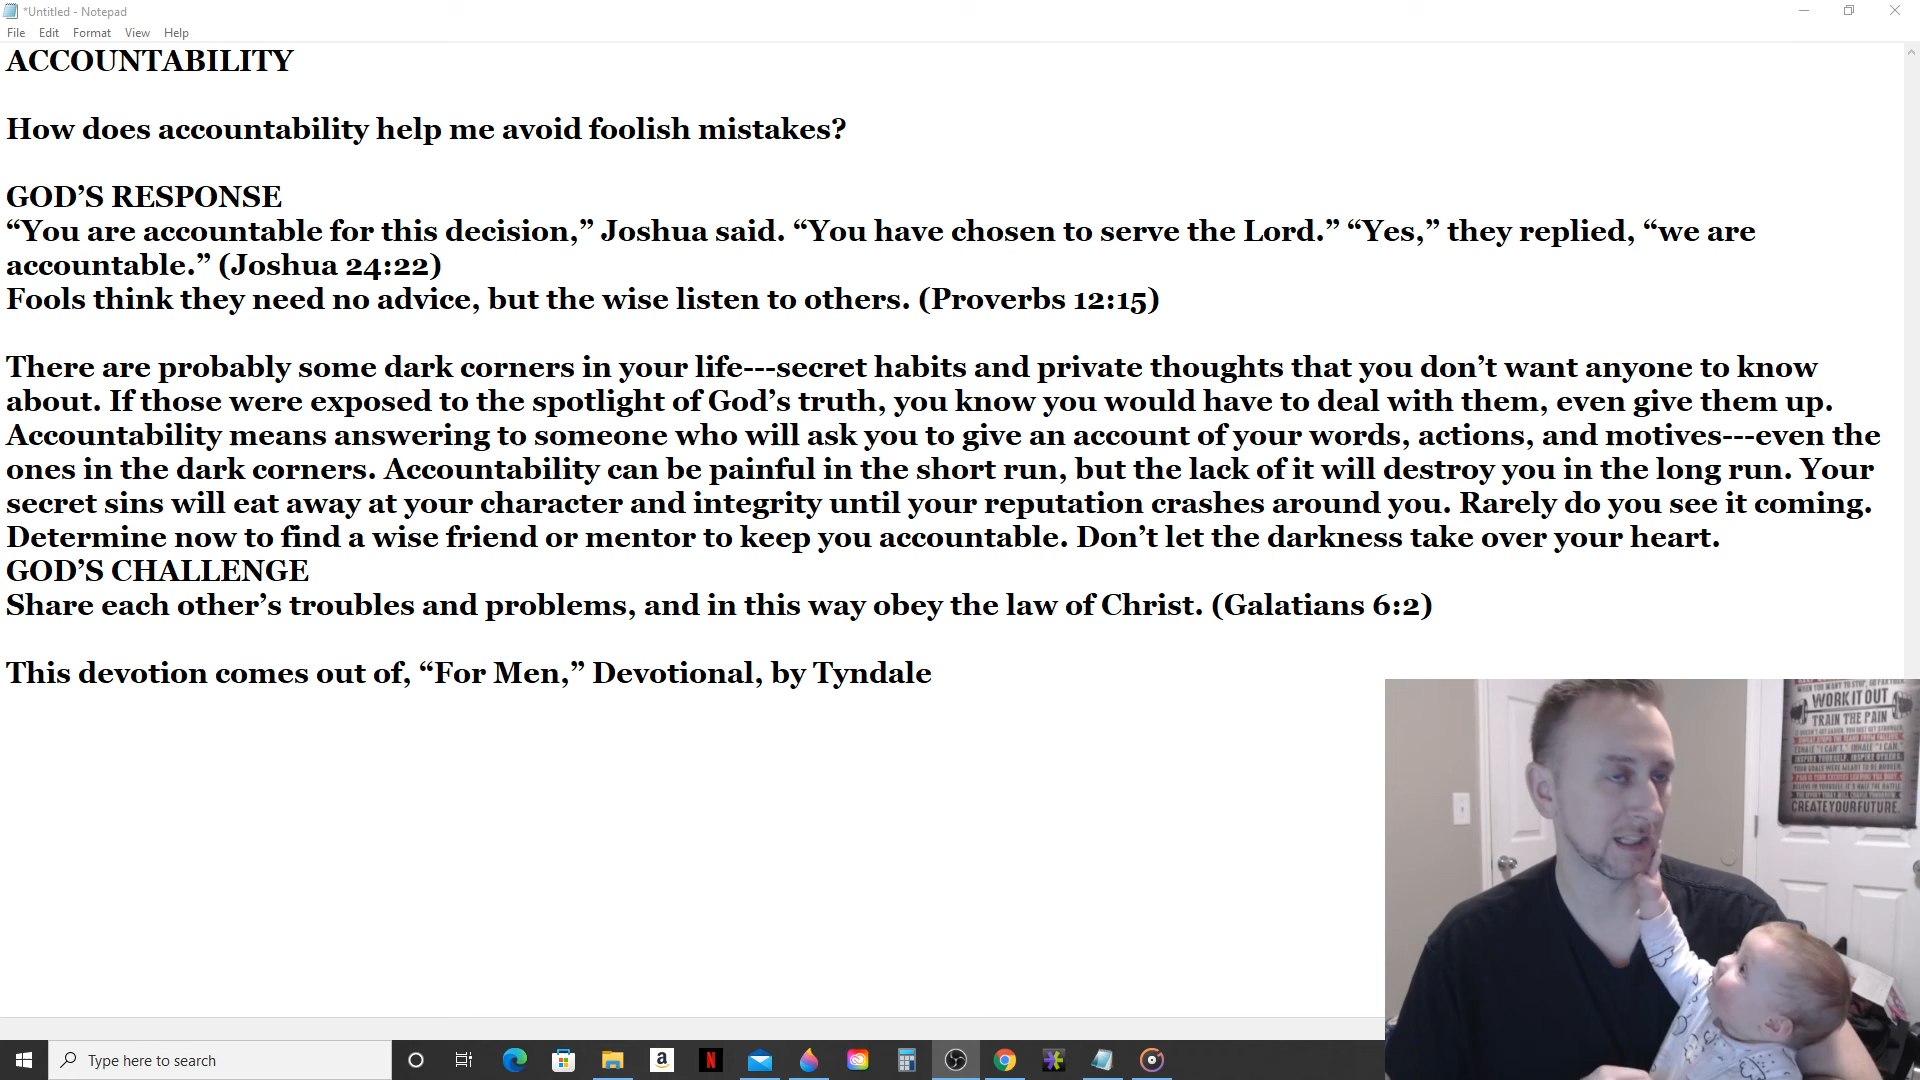 *Untitled - Notepad
File Edit Format View Help
ACCOUNTABILITY
How does accountability help me avoid foolish mistakes?
GOD’S RESPONSE
“You are accountable for this decision,” Joshua said. “You have chosen to serve the Lord.” “Yes,” they replied, “we are
accountable.” (Joshua 24:22)
Fools think they need no advice, but the wise listen to others. (Proverbs 12:15)
There are probably some dark corners in your life---secret habits and private thoughts that you don’t want anyone to know
about. If those were exposed to the spotlight of God’s truth, you know you would have to deal with them, even give them up.
Accountability means answering to someone who will ask you to give an account of your words, actions, and motives---even the
ones in the dark corners. Accountability can be painful in the short run, but the lack of it will destroy you in the long run. Your
secret sins will eat away at your character and integrity until your reputation crashes around you. Rarely do you see it coming.
Determine now to find a wise friend or mentor to keep you accountable. Don’t let the darkness take over your heart.
GOD’S CHALLENGE
Share each other’s troubles and problems, and in this way obey the law of Christ. (Galatians 6:2)
This devotion comes out of, “For Men,” Devotional, by Tyndale
WORK IT OUT
TRAIN THE PAIN
EXHALE "I CAN'T." INHALE "I CAN."
INSPIRE YOURSELF. INSPIRE OTHERS.
CREATE YOUR FUTURE.
Type here to search
a
N